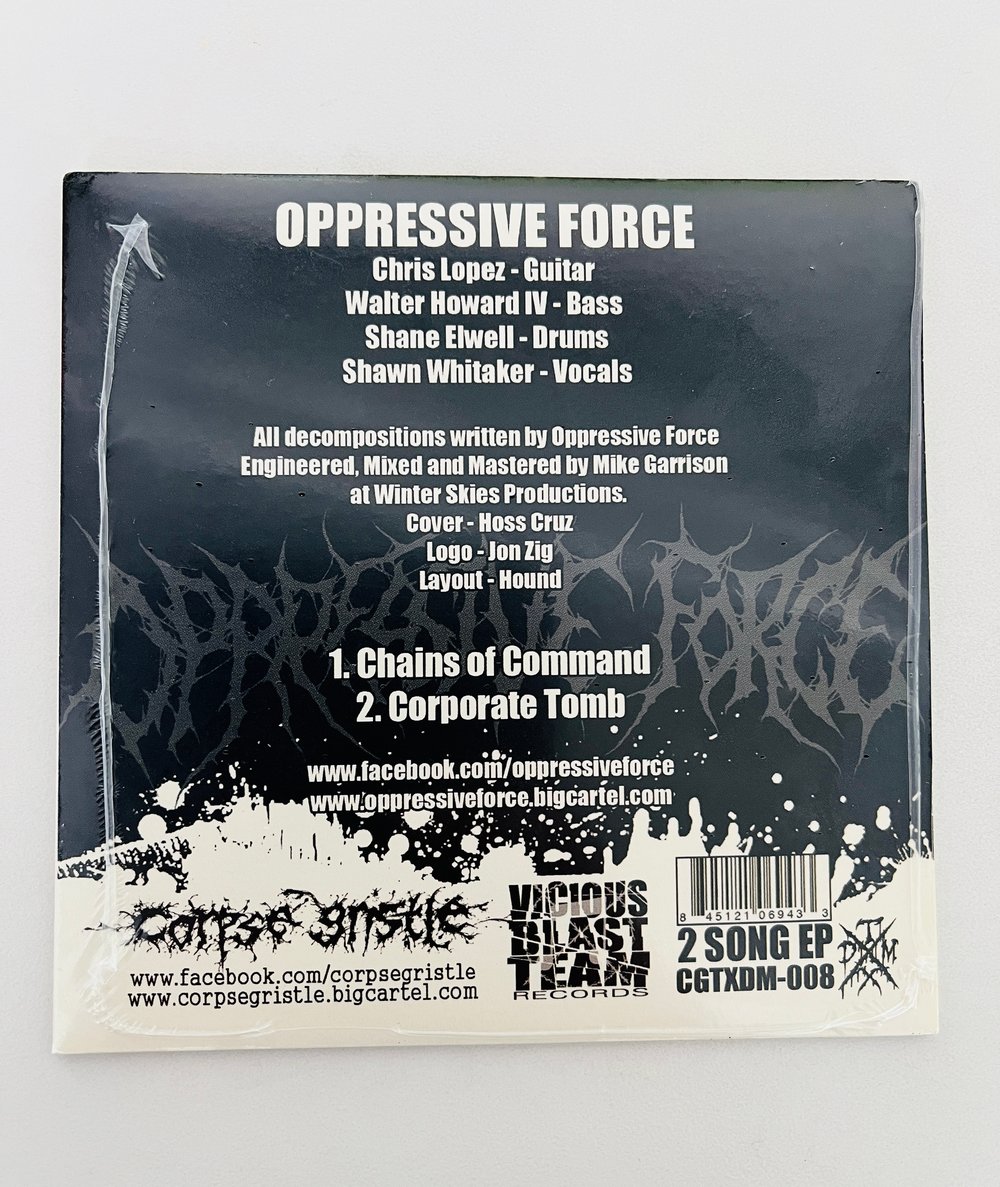 OPPRESSIVE FORCE
Chris Lopez - Guitar
Walter Howard IV - Bass
Shane Elwell - Drums
Shawn Whitaker - Vocals
All decompositions written by Oppressive Force
Engineered, Mixed and Mastered by Mike Garrison
at Winter Skies Productions.
Cover - Hoss Cruz
Logo - Jon Zig
Layout - Hound
OPPRESSIVE FORCE
1. Chains of Command
2. Corporate Tomb
www.facebook.com/oppressiveforce
www.oppressiveforce.bigcartel.com
corpse gristle
www.facebook.com/corpsegristle
www.corpsegristle.bigcartel.com
VICIOUS
BLAST
TEAM
RECORDS
8 45121 06943 3
2 SONG EP
CGTXDM-008